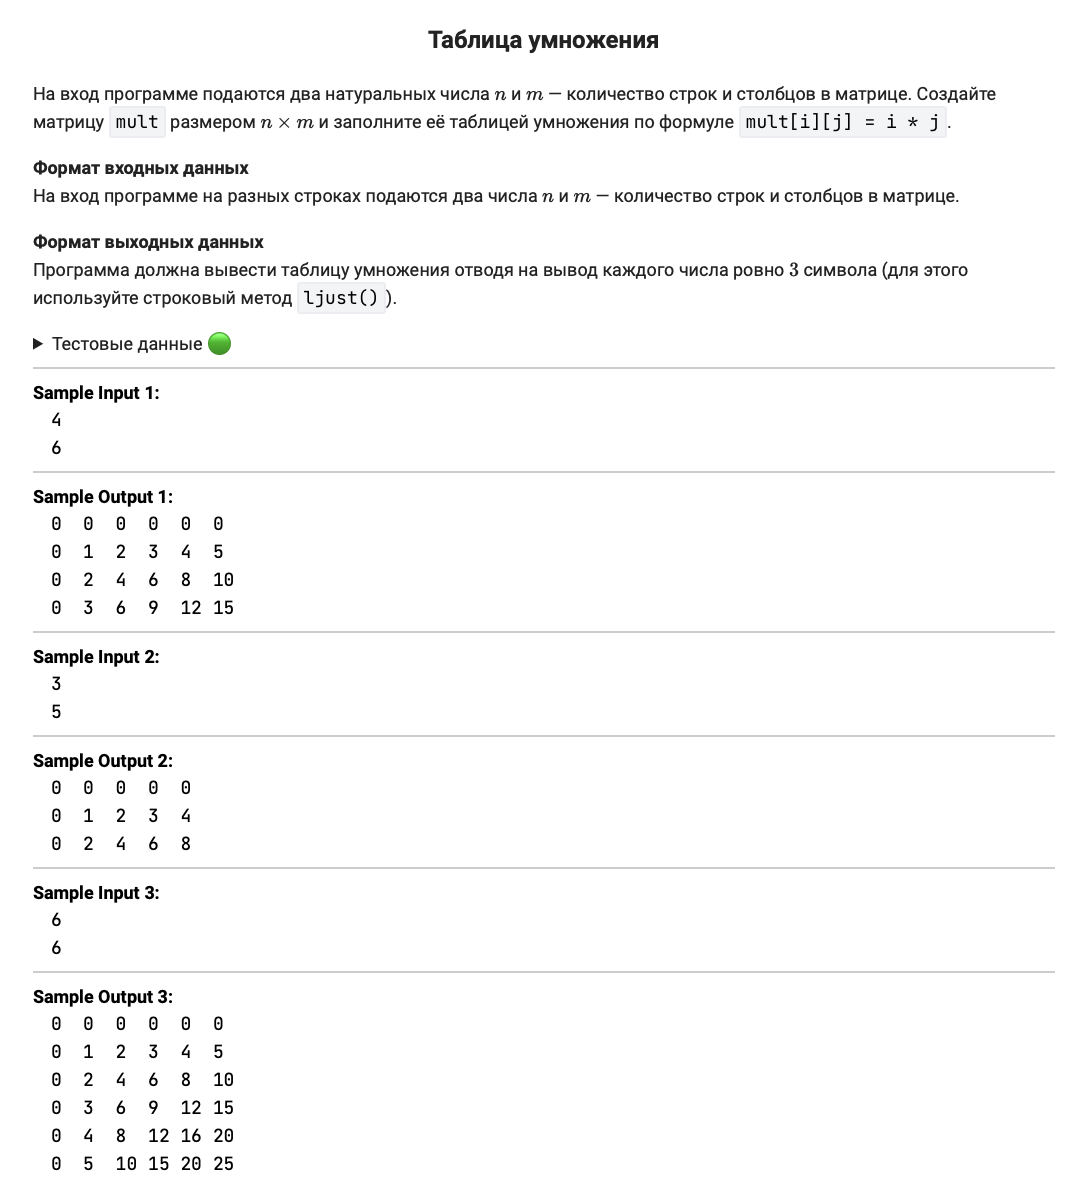 Таблица умножения
На вход программе подаются два натуральных числа n и m — количество строк и столбцов в матрице. Создайте
матрицу mult размером n × m и заполните её таблицей умножения по формуле mult[i][j] = i * j.
Формат входных данных
На вход программе на разных строках подаются два числа n и m — количество строк и столбцов в матрице.
Формат выходных данных
Программа должна вывести таблицу умножения отводя на вывод каждого числа ровно 3 символа (для этого
используйте строковый метод ljust()).
Тестовые данные
Sample Input 1:
4
6
Sample Output 1:
0  0  0  0  0  0
0  1  2  3  4  5
0  2  4  6  8  10
0  3  6  9  12 15
Sample Input 2:
3
5
Sample Output 2:
0  0  0  0  0
0  1  2  3  4
0  2  4  6  8
Sample Input 3:
6
6
Sample Output 3:
0  0  0  0  0  0
0  1  2  3  4  5
0  2  4  6  8  10
0  3  6  9  12 15
0  4  8  12 16 20
0  5  10 15 20 25